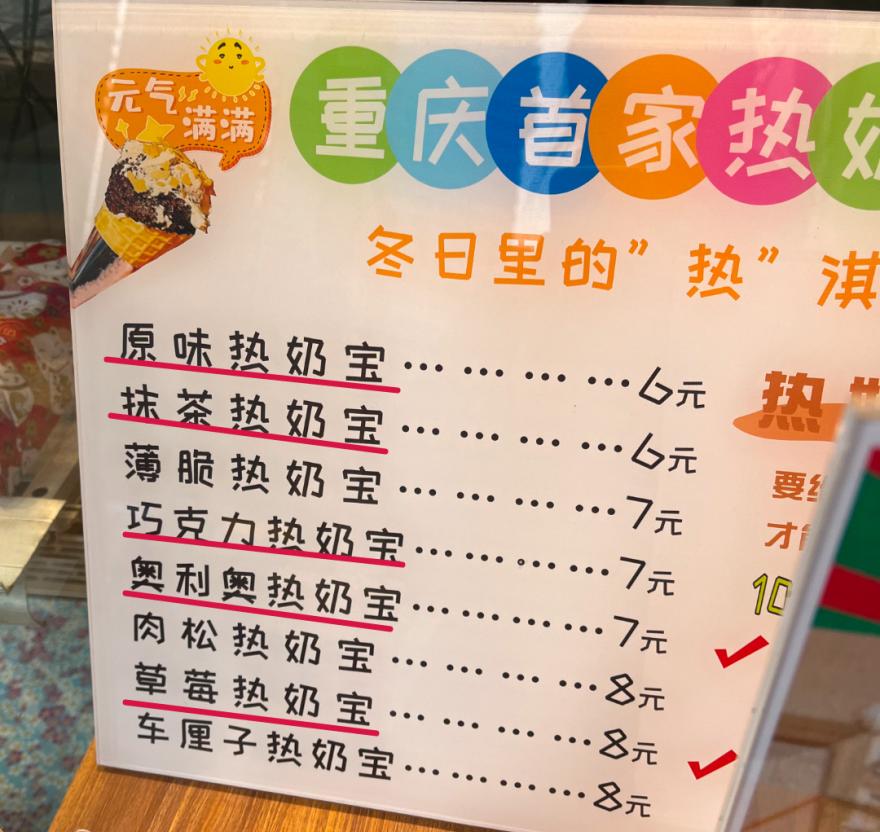 元气
满满
重庆首家热奶
冬日里的”热”淇
原味热奶宝………………6元
抹茶热奶宝………………6元
薄脆热奶宝………………7元
巧克力热奶宝………………7元
奥利奥热奶宝………………7元
肉松热奶宝………………8元
草莓热奶宝………………8元
车厘子热奶宝………………8元
热
要
才
10